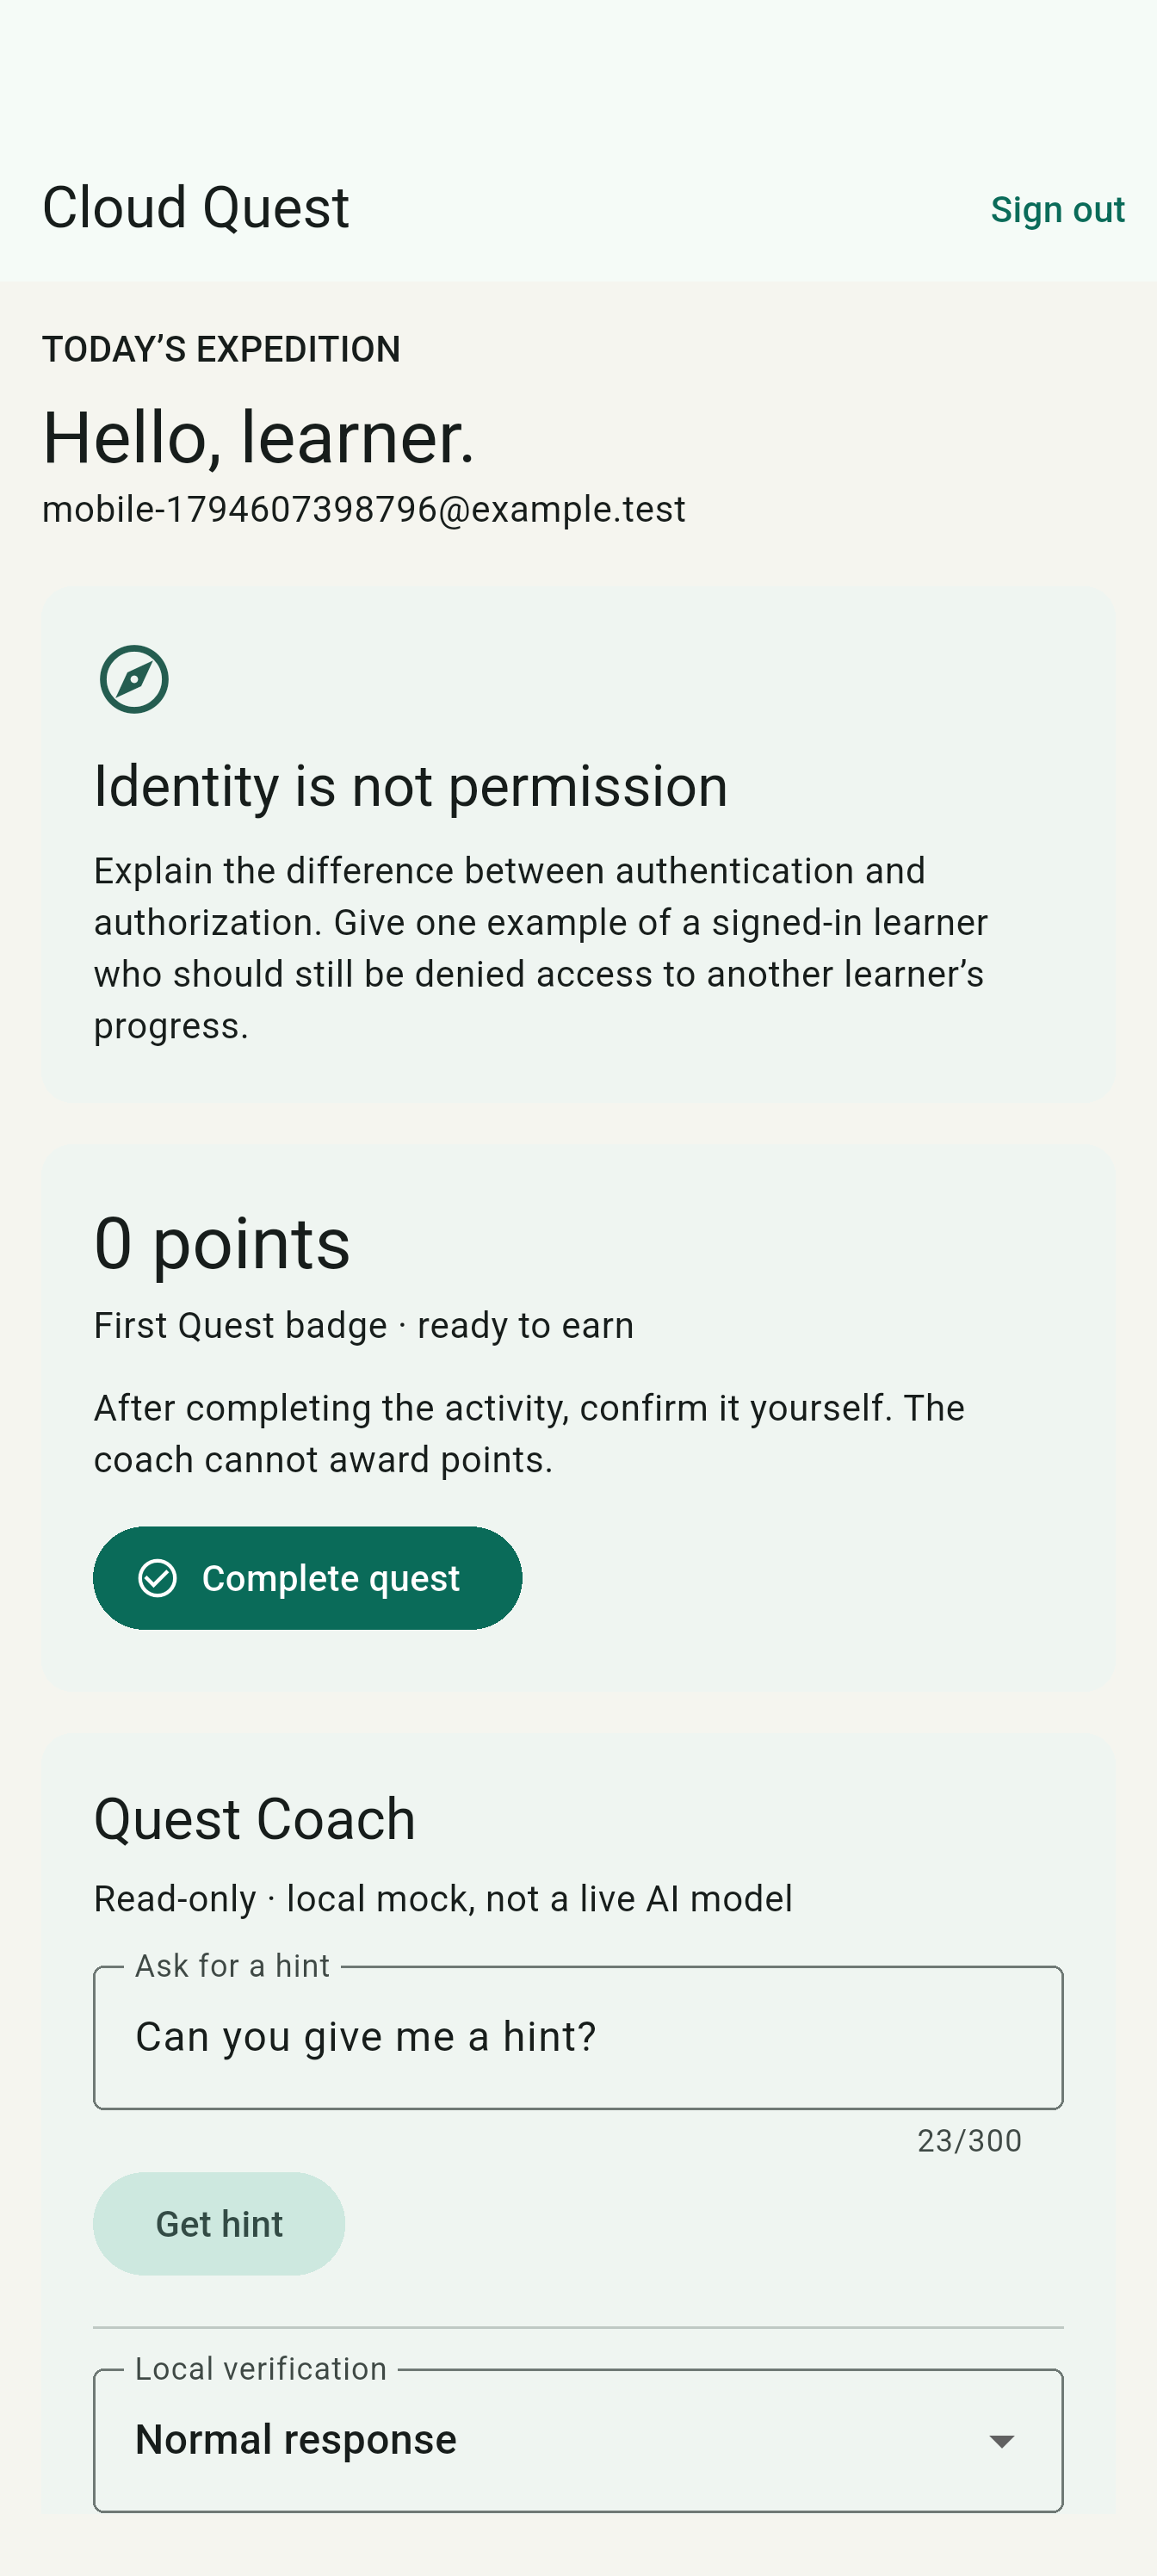 Cloud Quest
Sign out
TODAY’S EXPEDITION
Hello, learner.
mobile-1794607398796@example.test
Identity is not permission
Explain the difference between authentication and
authorization. Give one example of a signed-in learner
who should still be denied access to another learner’s
progress.
0 points
First Quest badge · ready to earn
After completing the activity, confirm it yourself. The
coach cannot award points.
Complete quest
Quest Coach
Read-only · local mock, not a live AI model
Ask for a hint
Can you give me a hint?
23/300
Get hint
Local verification
Normal response